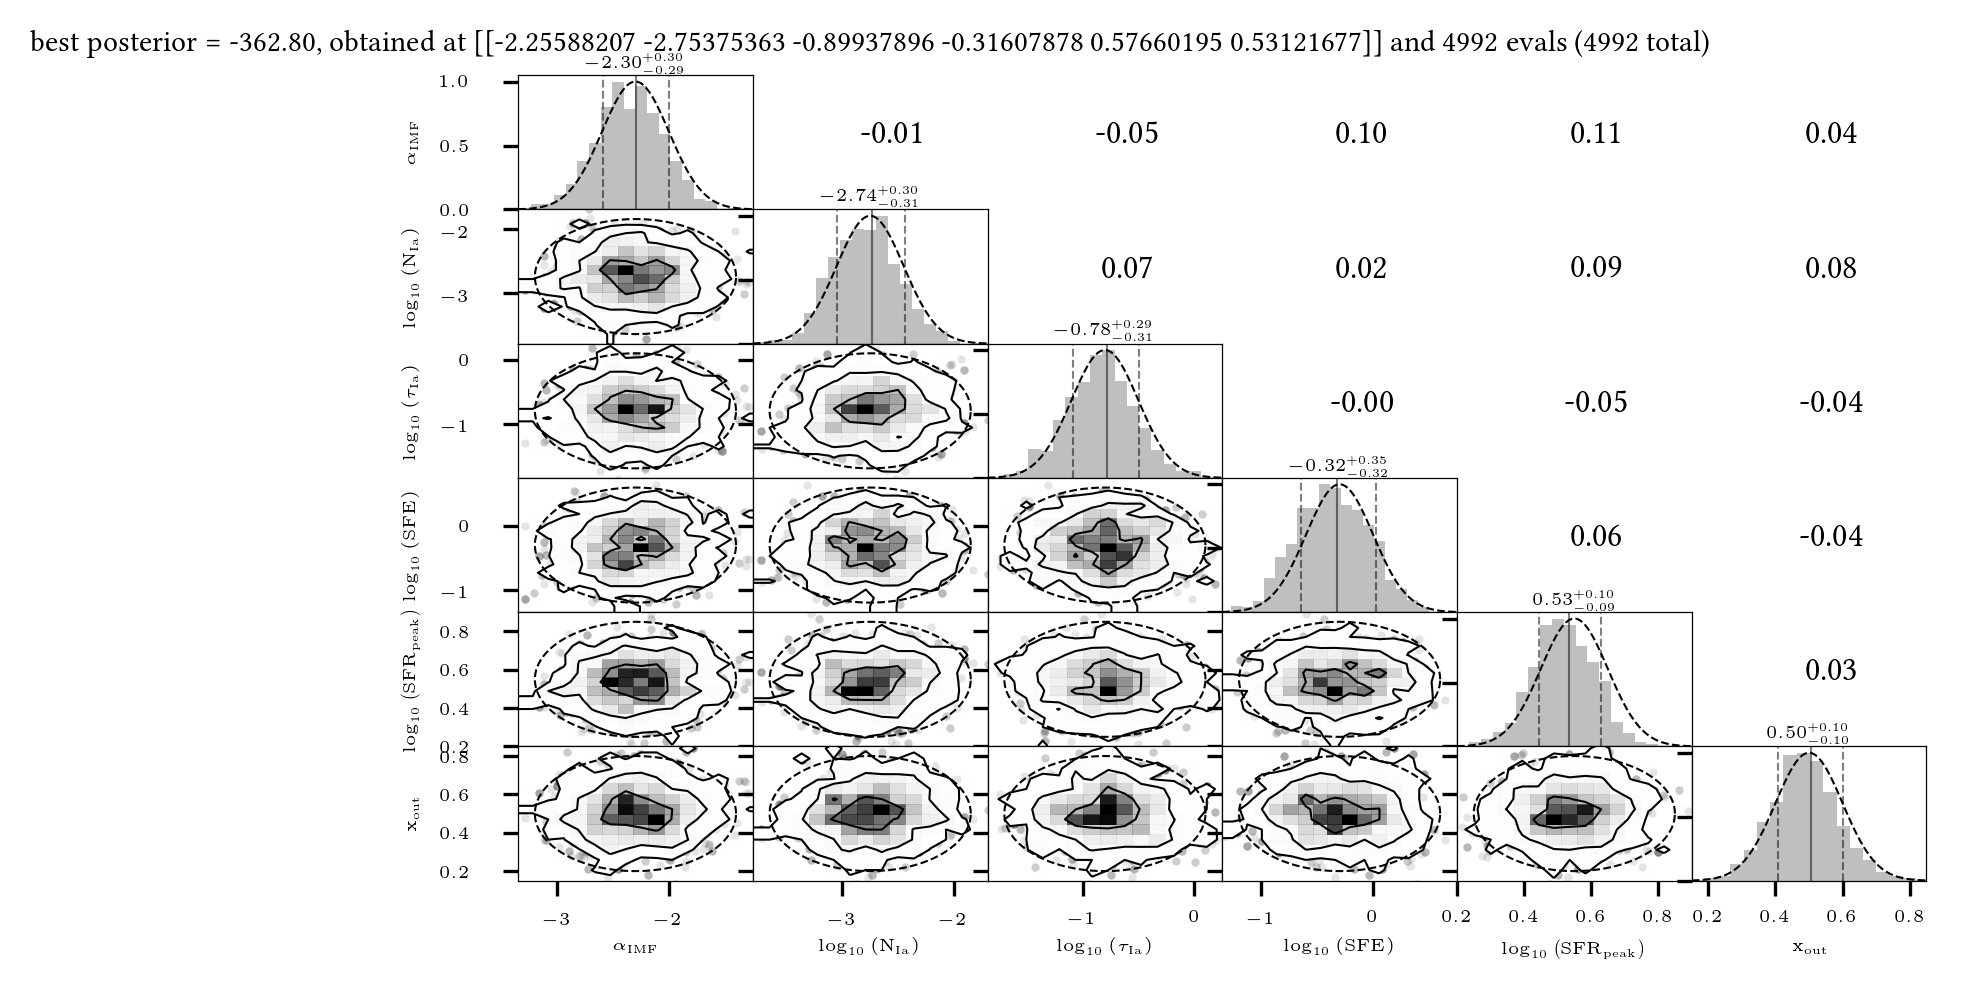 best posterior = -362.80, obtained at [[-2.25588207 -2.75375363 -0.89937896 -0.31607878 0.57660195 0.53121677]] and 4992 evals (4992 total)
−2.30+0.30−0.29
1.0
0.5
0.0
αIMF
-0.01 -0.05 0.10 0.11 0.04
−2.74+0.30−0.31
−2
−3
log10 (NIa)
0.07 0.02 0.09 0.08
−0.78+0.29−0.31
0
−1
log10 (τIa)
-0.00 -0.05 -0.04
−0.32+0.35−0.32
0
−1
log10 (SFE)
0.06 -0.04
0.53+0.10−0.09
0.8
0.6
0.4
0.2
log10 (SFRpeak)
0.03
0.50+0.10−0.10
0.8
0.6
0.4
0.2
xout
−3 −2 −3 −2 −1 0 −1 0 0.2 0.4 0.6 0.8 0.2 0.4 0.6 0.8
αIMF log10 (NIa) log10 (τIa) log10 (SFE) log10 (SFRpeak) xout